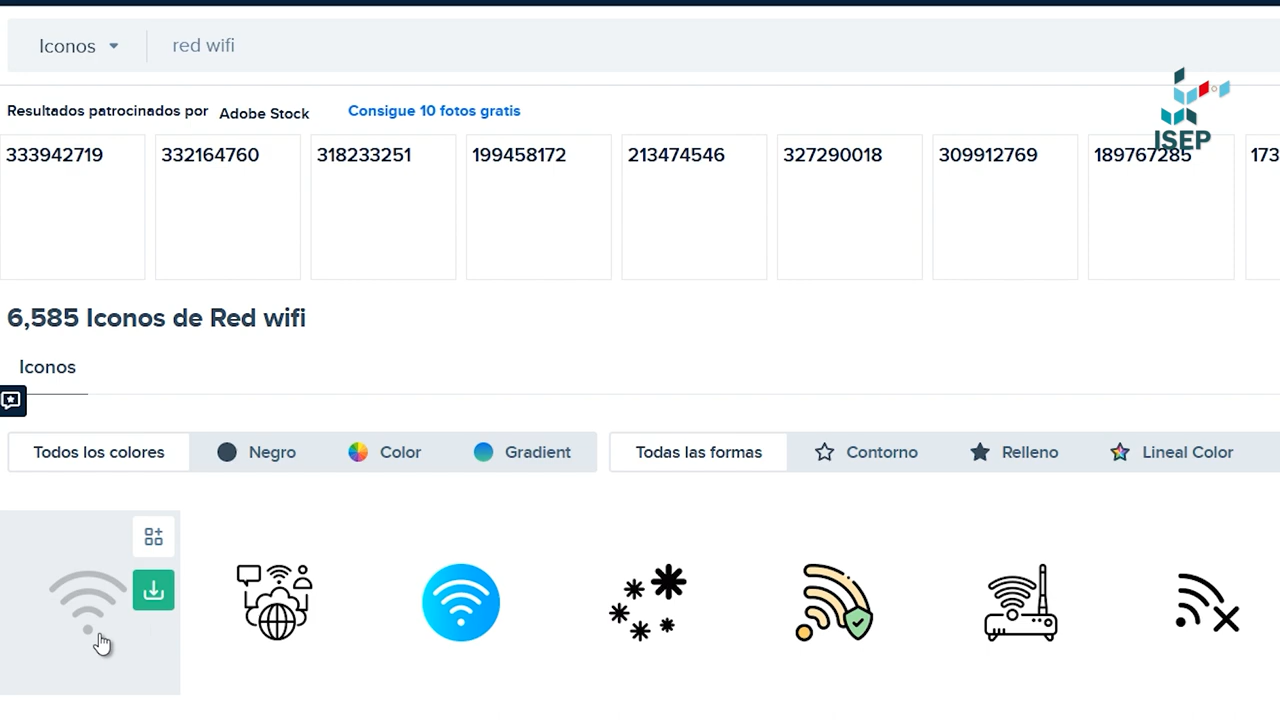 Iconos
red wifi
ISEP
Resultados patrocinados por Adobe Stock Consigue 10 fotos gratis
333942719 332164760 318233251 199458172 213474546 327290018 309912769 189767285 173
6,585 Iconos de Red wifi
Iconos
Todos los colores Negro Color Gradient Todas las formas Contorno Relleno Lineal Color